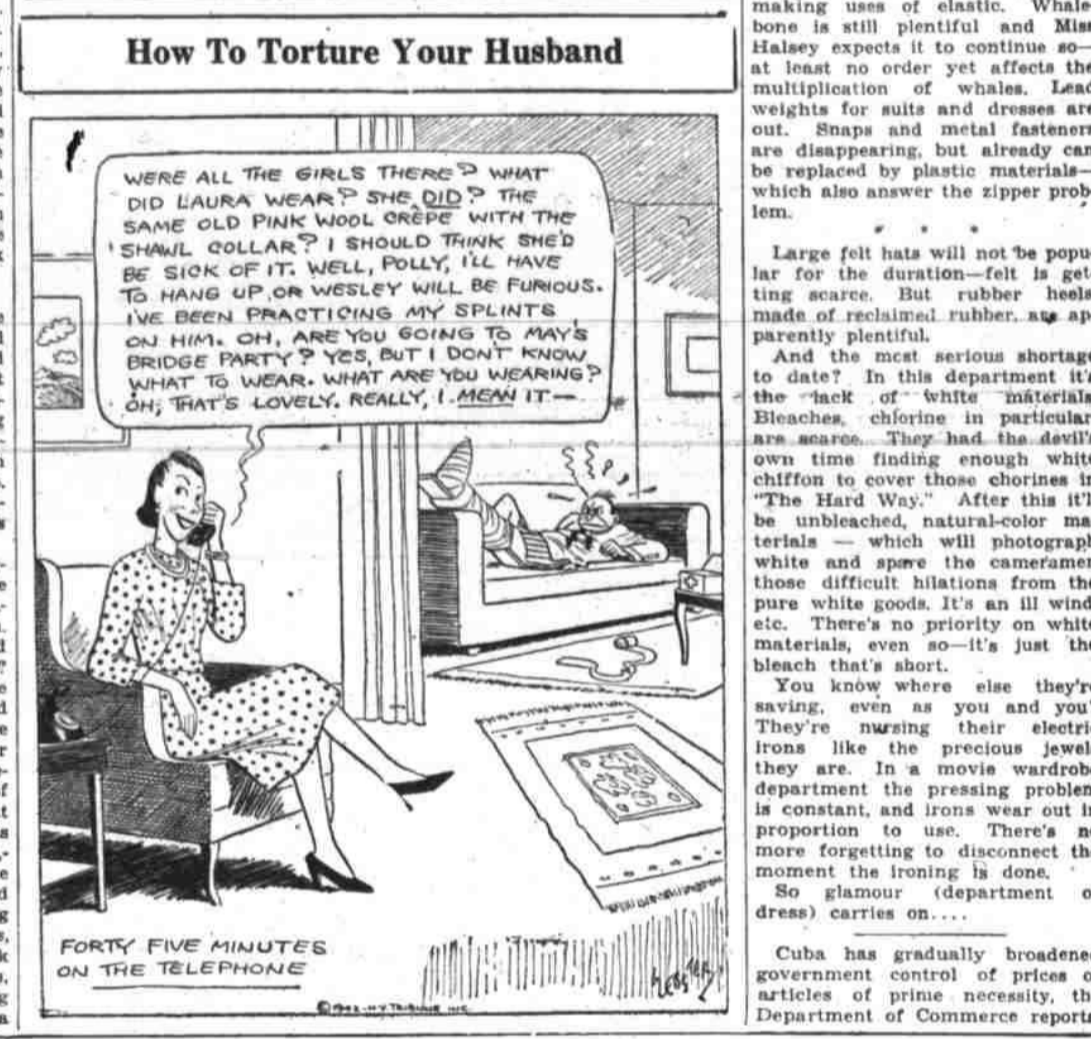 How To Torture Your Husband
WERE ALL THE GIRLS THERE? WHAT
DID LAURA WEAR? SHE DID? THE
SAME OLD PINK WOOL CRÊPE WITH THE
SHAWL COLLAR? I SHOULD THINK SHE'D
BE SICK OF IT. WELL, POLLY, I'LL HAVE
TO HANG UP, OR WESLEY WILL BE FURIOUS.
I'VE BEEN PRACTICING MY SPLINTS
ON HIM. OH, ARE YOU GOING TO MAY'S
BRIDGE PARTY? YES, BUT I DON'T KNOW
WHAT TO WEAR. WHAT ARE YOU WEARING?
OH, THAT'S LOVELY. REALLY, I MEAN IT—
FORTY FIVE MINUTES
ON THE TELEPHONE
WEBSTER
©1942-N.Y. TRIBUNE INC.
making uses of elastic. Whale-
bone is still plentiful and Miss
Halsey expects it to continue so—
at least no order yet affects the
multiplication of whales. Lead
weights for suits and dresses are
out. Snaps and metal fasteners
are disappearing, but already can
be replaced by plastic materials—
which also answer the zipper prob-
lem.
* * *
Large felt hats will not be popu-
lar for the duration—felt is get-
ting scarce. But rubber heels
made of reclaimed rubber, are ap-
parently plentiful.
And the most serious shortage
to date? In this department it's
the lack of white materials
Bleaches, chlorine in particular
are scarce. They had the devil's
own time finding enough white
chiffon to cover those chorines in
"The Hard Way." After this it'l
be unbleached, natural-color ma-
terials — which will photograph
white and spare the cameramen
those difficult hilations from the
pure white goods. It's an ill wind
etc. There's no priority on white
materials, even so—it's just the
bleach that's short.
You know where else they're
saving, even as you and you?
They're nursing their electric
irons like the precious jewels
they are. In a movie wardrobe
department the pressing problem
is constant, and irons wear out in
proportion to use. There's no
more forgetting to disconnect the
moment the ironing is done.
So glamour (department of
dress) carries on....
Cuba has gradually broadened
government control of prices of
articles of prime necessity, the
Department of Commerce reports